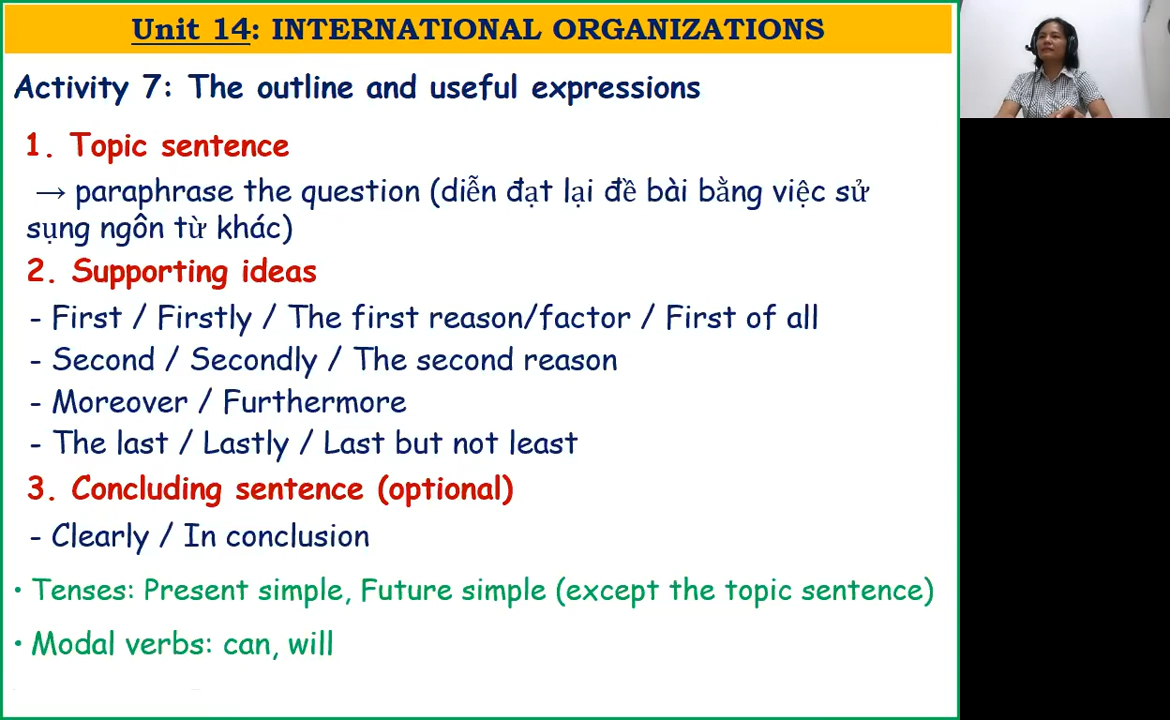 Unit 14: INTERNATIONAL ORGANIZATIONS
Activity 7: The outline and useful expressions
1. Topic sentence
→ paraphrase the question (diễn đạt lại đề bài bằng việc sử
sụng ngôn từ khác)
2. Supporting ideas
- First / Firstly / The first reason/factor / First of all
- Second / Secondly / The second reason
- Moreover / Furthermore
- The last / Lastly / Last but not least
3. Concluding sentence (optional)
- Clearly / In conclusion
• Tenses: Present simple, Future simple (except the topic sentence)
• Modal verbs: can, will